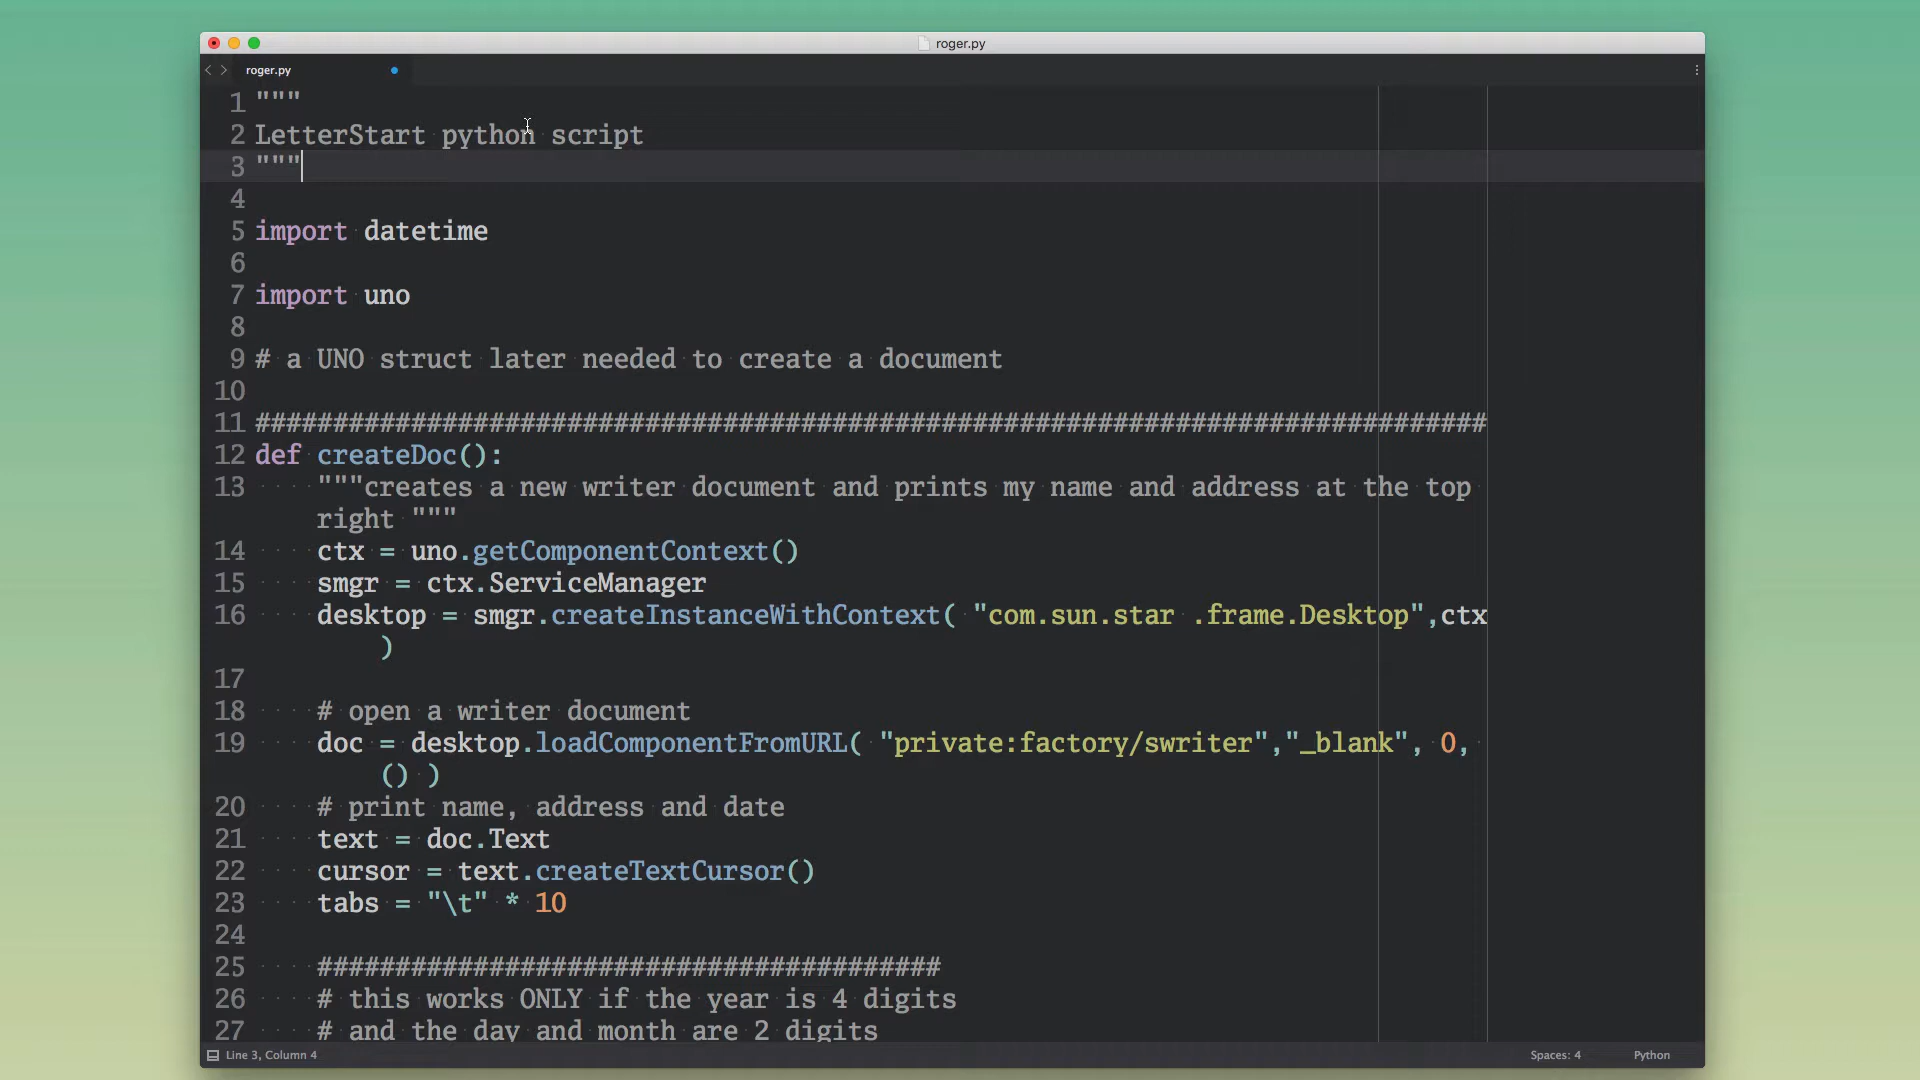 roger.py
roger.py
1 """
2 LetterStart python script
3 """
4
5 import datetime
6
7 import uno
8
9 # a UNO struct later needed to create a document
10
11 ###############################################################################
12 def createDoc():
13 """creates a new writer document and prints my name and address at the top
right """
14 ctx = uno.getComponentContext()
15 smgr = ctx.ServiceManager
16 desktop = smgr.createInstanceWithContext( "com.sun.star .frame.Desktop",ctx
)
17
18 # open a writer document
19 doc = desktop.loadComponentFromURL( "private:factory/swriter","_blank", 0,
() )
20 # print name, address and date
21 text = doc.Text
22 cursor = text.createTextCursor()
23 tabs = "\t" * 10
24
25 ########################################
26 # this works ONLY if the year is 4 digits
27 # and the day and month are 2 digits
Line 3, Column 4
Spaces: 4
Python